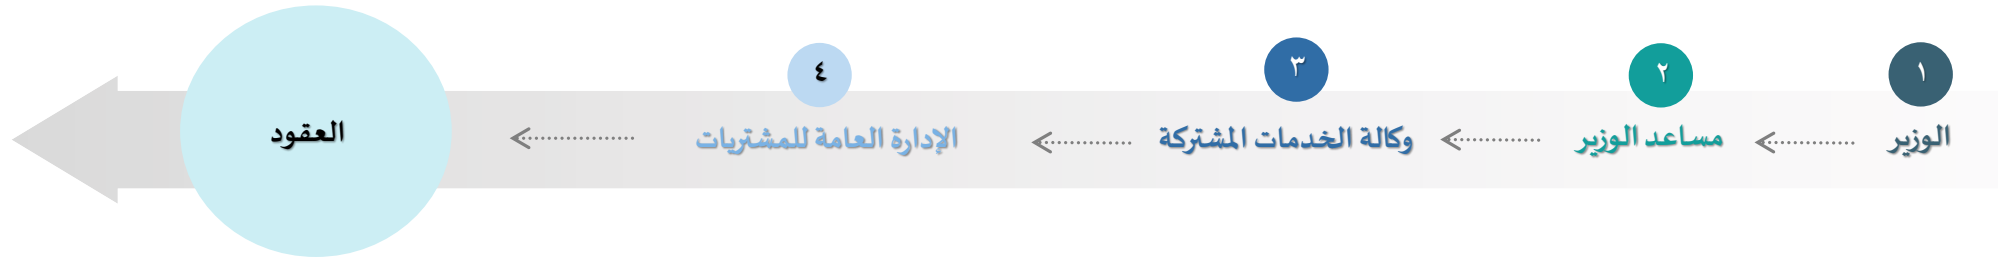 ١
الوزير
٢
مساعد الوزير
٣
وكالة الخدمات المشتركة
٤
الإدارة العامة للمشتريات
العقود